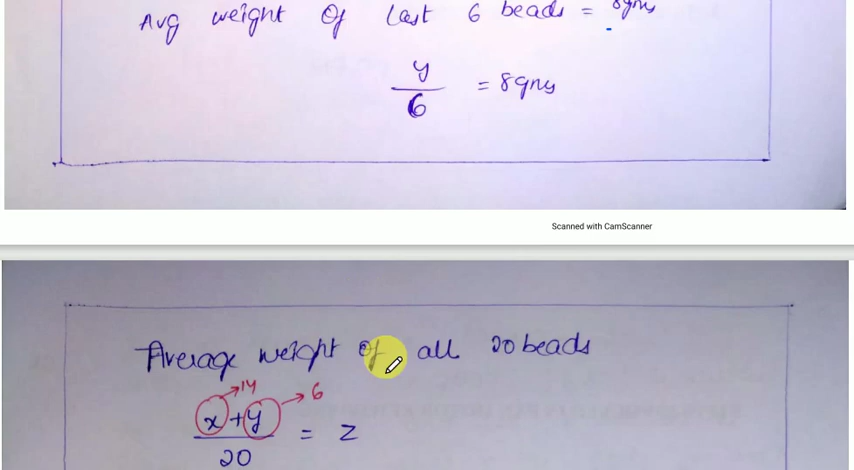 Avg weight of last 6 beads = 8gms
y
6 = 8gms
Scanned with CamScanner
Average weight of all 20 beads
→14 →6
x+y
20 = z